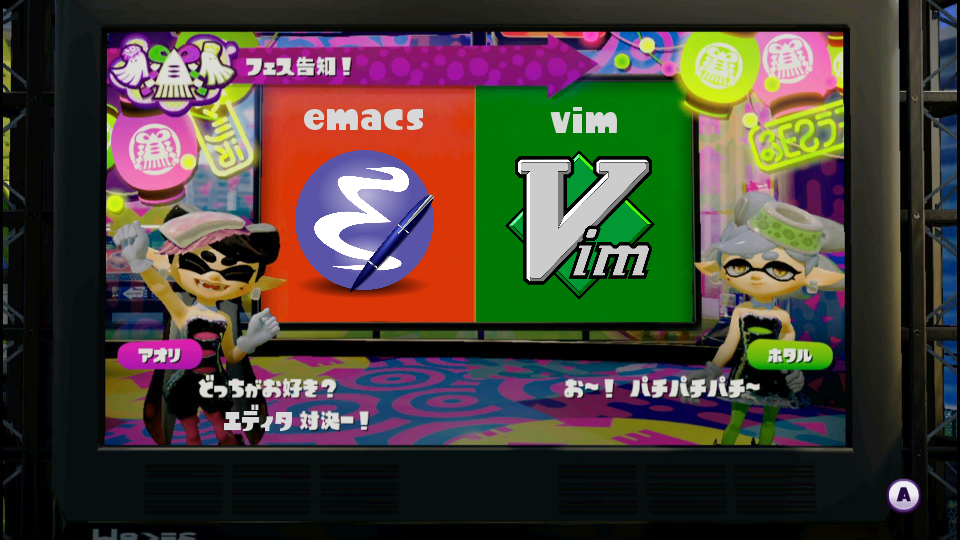 フェス告知！
emacs
vim
Vim
アオリ
ホタル
どっちがお好き？
エディタ 対決ー！
お～！ パチパチパチ～
A